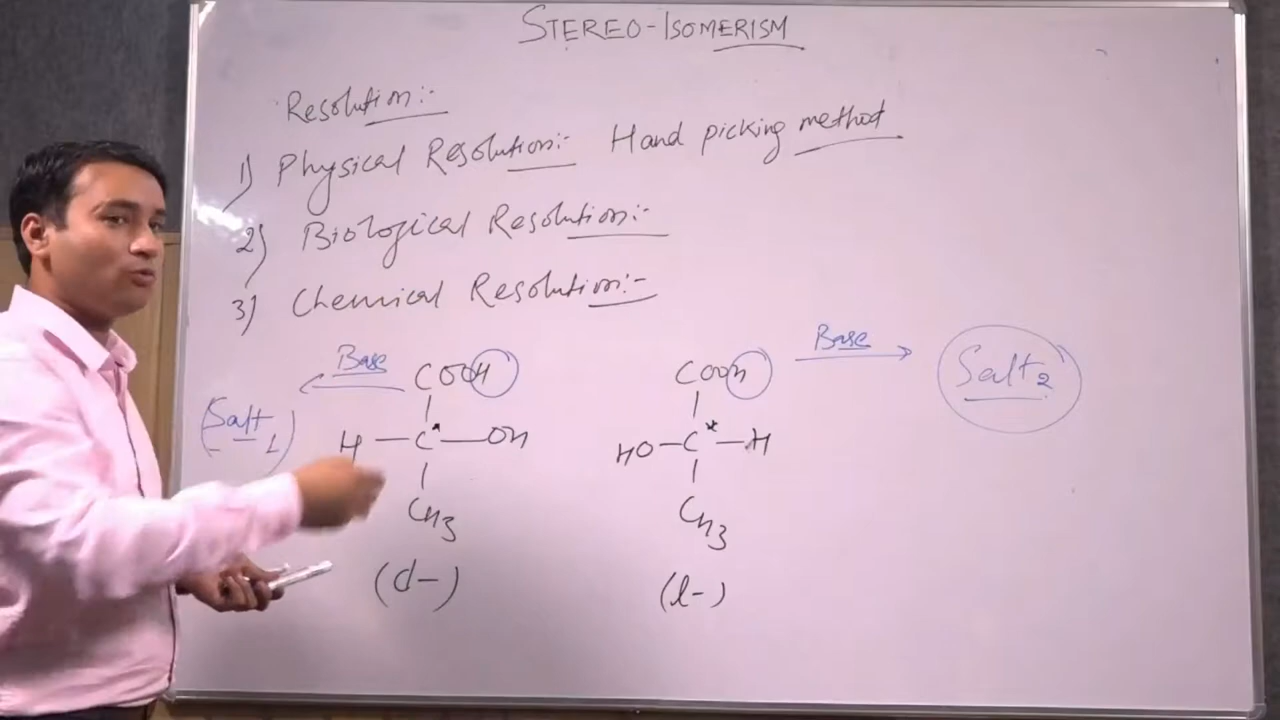 STEREO-ISOMERISM
Resolution:-
1) Physical Resolution:- Hand picking method
2) Biological Resolution:-
3) Chemical Resolution:-
Base COOH COOH Base Salt2
(Salt1) H — C* — OH HO — C* — H
CH3 CH3
(d-) (l-)